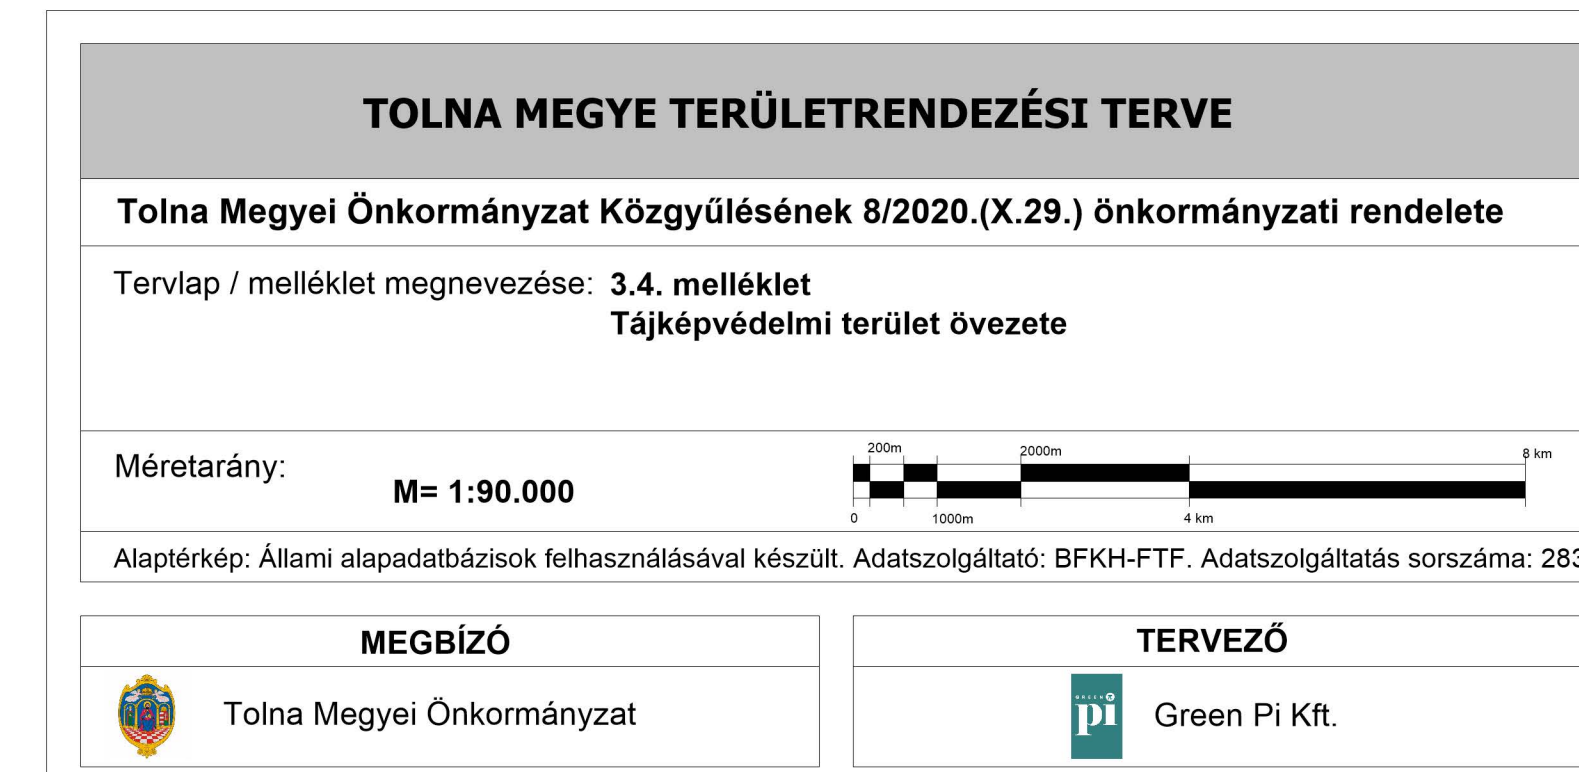 TOLNA MEGYE TERÜLETRENDEZÉSI TERVE
Tolna Megyei Önkormányzat Közgyűlésének 8/2020.(X.29.) önkormányzati rendelete
Tervlap / melléklet megnevezése: 3.4. melléklet
Tájképvédelmi terület övezete
Méretarány:
M= 1:90.000
200m 2000m 8 km
0 1000m 4 km
Alaptérkép: Állami alapadatbázisok felhasználásával készült. Adatszolgáltató: BFKH-FTF. Adatszolgáltatás sorszáma: 283
MEGBÍZÓ
Tolna Megyei Önkormányzat
TERVEZŐ
GREEN
pi
Green Pi Kft.